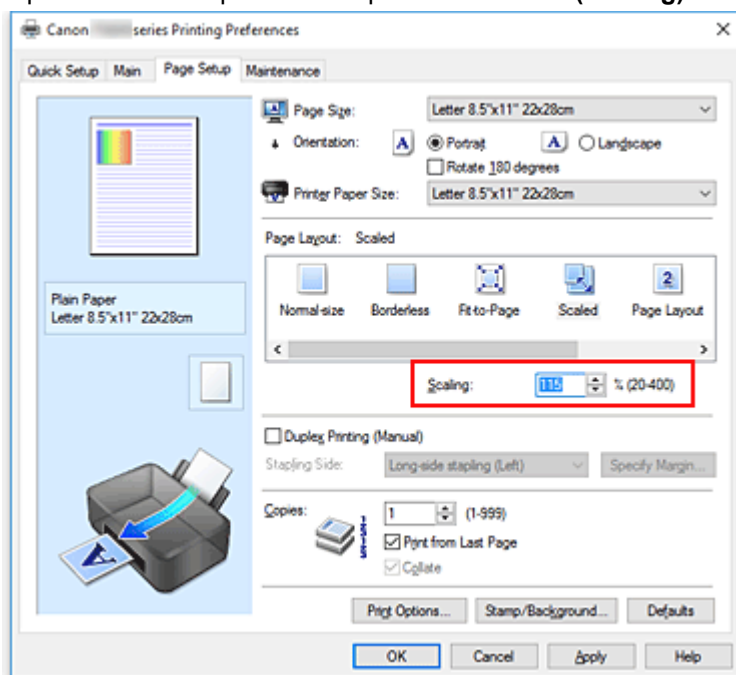 (
)
Canon series Printing Preferences
Quick Setup Main Page Setup Maintenance
Page Size: Letter 8.5"x11" 22x28cm
Orientation: A Portrait A Landscape
Rotate 180 degrees
Printer Paper Size: Letter 8.5"x11" 22x28cm
Page Layout: Scaled
Normal-size Borderless Fit-to-Page Scaled 2 Page Layout
Plain Paper
Letter 8.5"x11" 22x28cm
Scaling: 115 % (20-400)
Duplex Printing (Manual)
Stapling Side: Long-side stapling (Left) Specify Margin...
Copies: 1 (1-999)
Print from Last Page
Collate
A
Print Options... Stamp/Background... Defaults
OK Cancel Apply Help